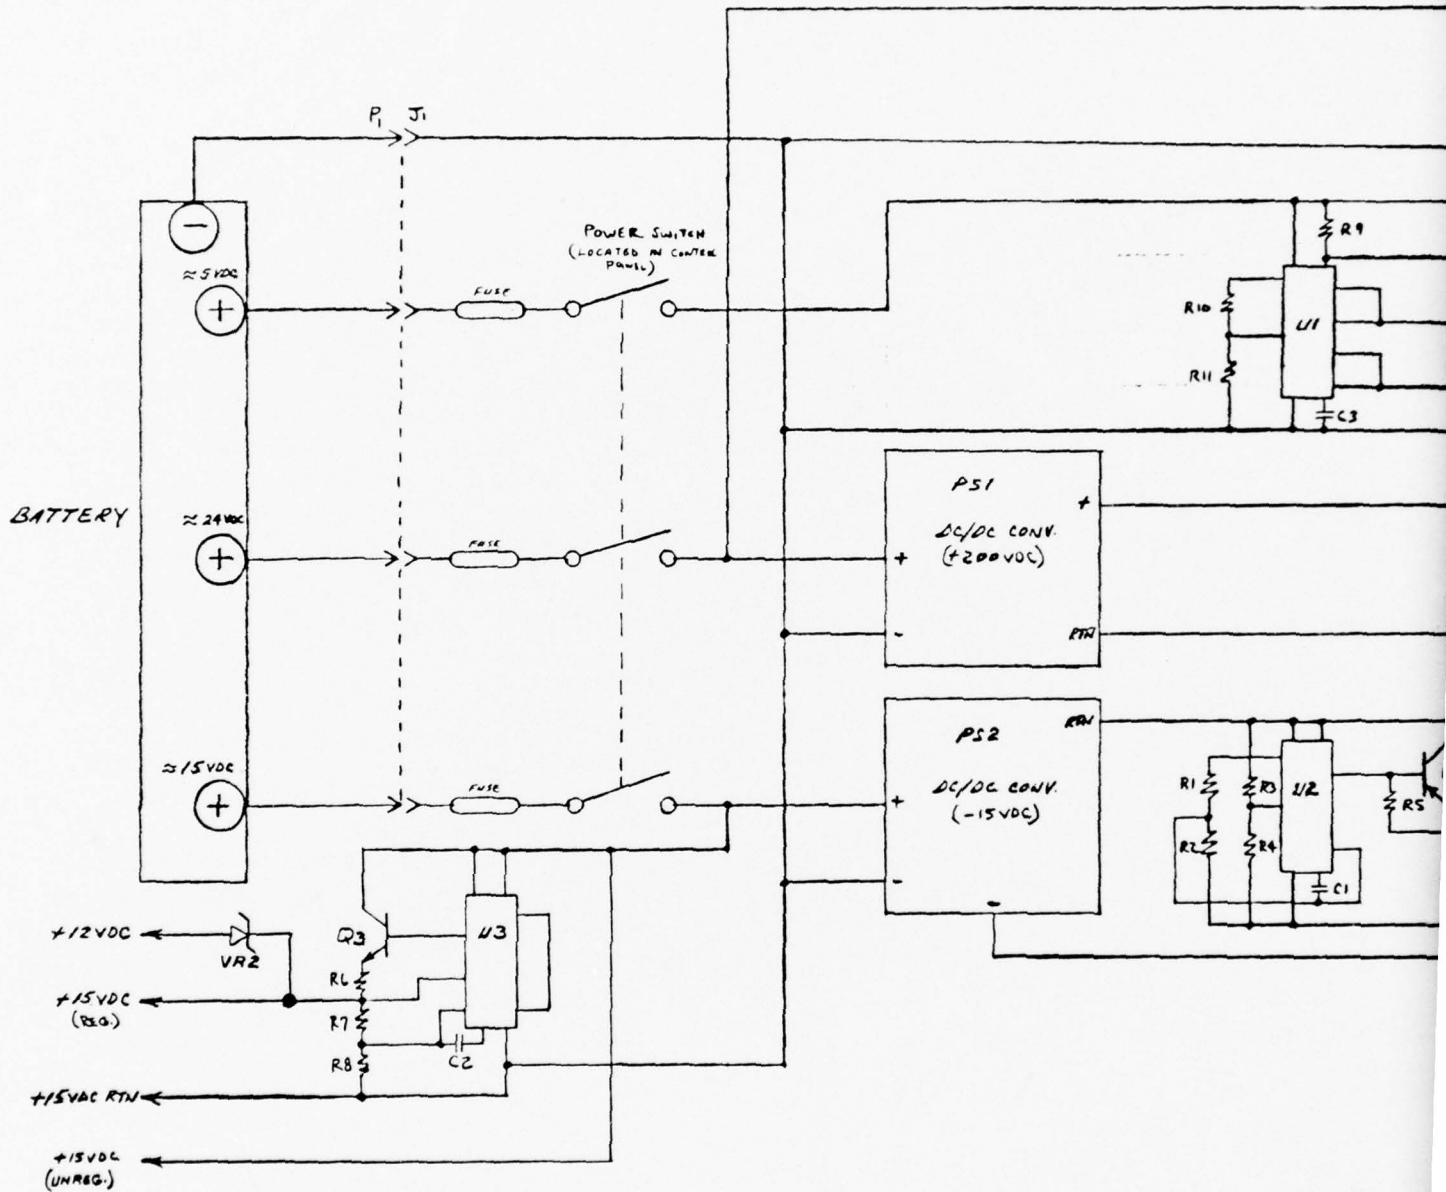 P1 J1
−
≈5VDC
+
FUSE
POWER SWITCH
(LOCATED IN CONTRL
PANEL)
R9
R10
U1
R11
C3
BATTERY
≈24VDC
+
FUSE
PS1
DC/DC CONV.
(+200VDC)
+
+
-
RTN
≈15VDC
+
FUSE
PS2
DC/DC CONV.
(-15VDC)
RTN
+
-
-
R1
R3
U2
R5
R2
R4
C1
+12VDC
VR2
Q3
U3
R6
+15VDC
(REG.)
R7
R8
C2
+15VDC RTN
+15VDC
(UNREG.)